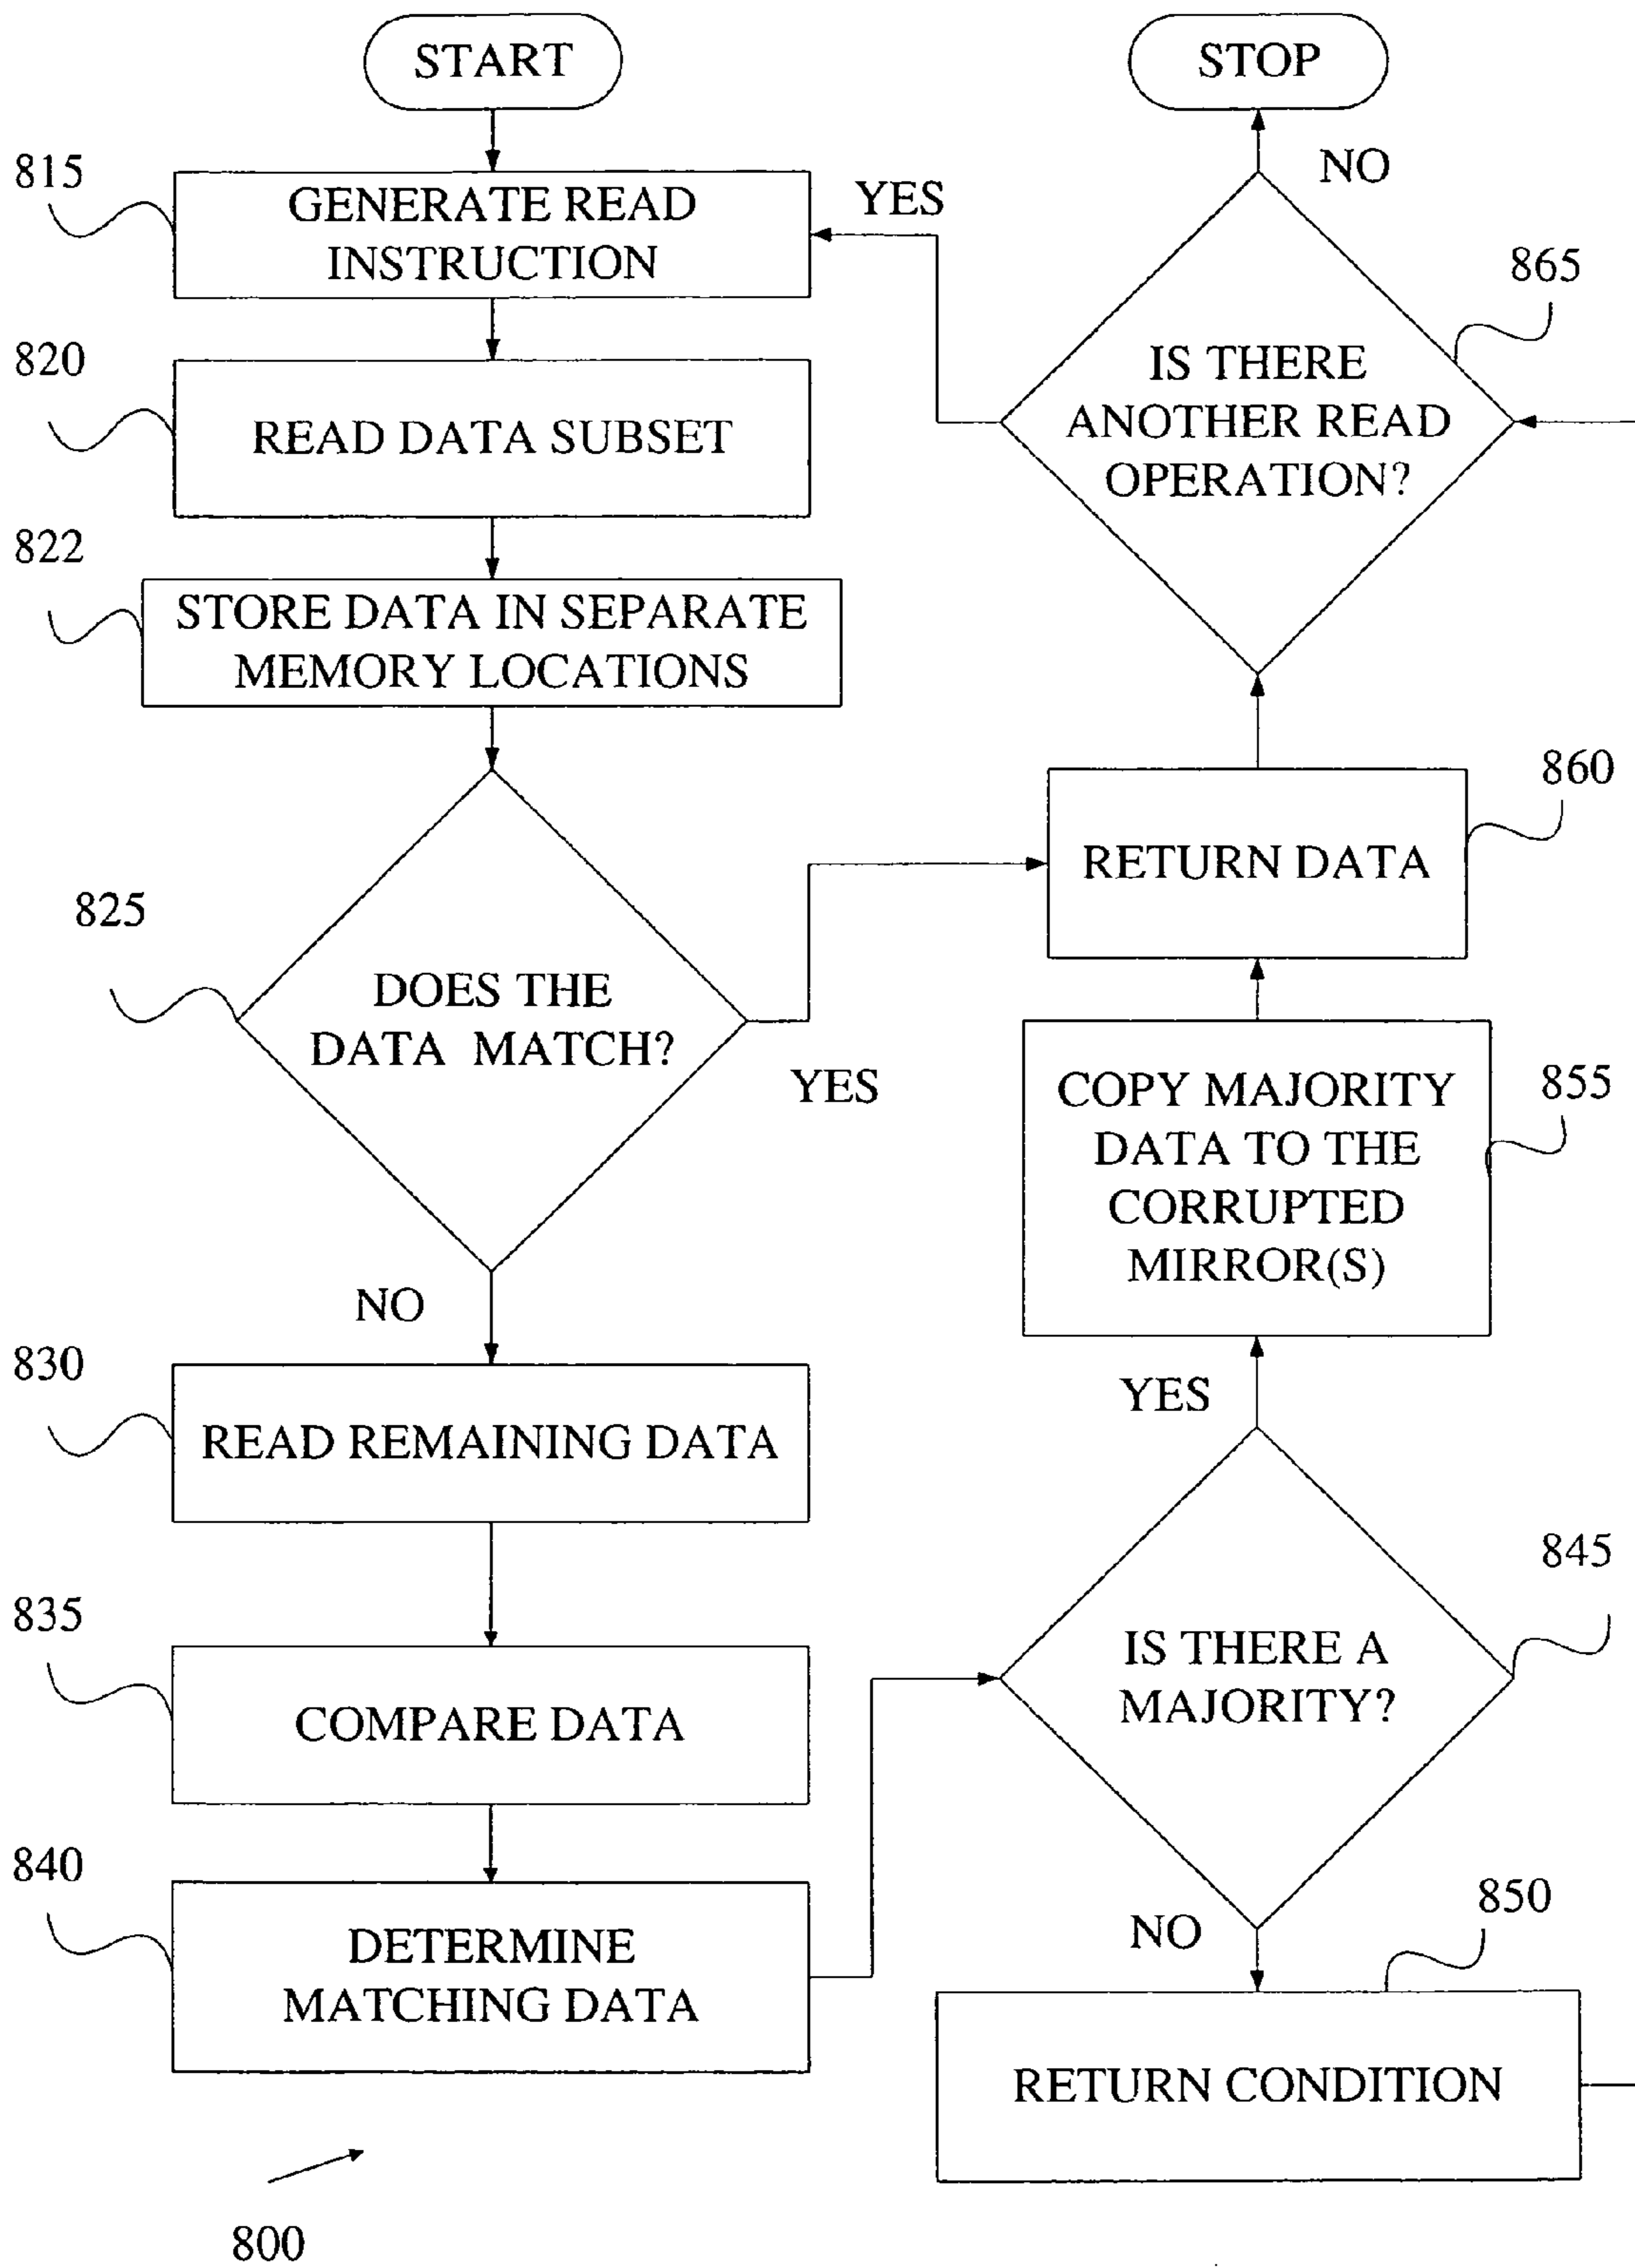 START
815
GENERATE READ
INSTRUCTION
820
READ DATA SUBSET
822
STORE DATA IN SEPARATE
MEMORY LOCATIONS
825
DOES THE
DATA MATCH?
YES
NO
830
READ REMAINING DATA
835
COMPARE DATA
840
DETERMINE
MATCHING DATA
800
STOP
NO
YES
865
IS THERE
ANOTHER READ
OPERATION?
860
RETURN DATA
855
COPY MAJORITY
DATA TO THE
CORRUPTED
MIRROR(S)
YES
845
IS THERE A
MAJORITY?
NO
850
RETURN CONDITION